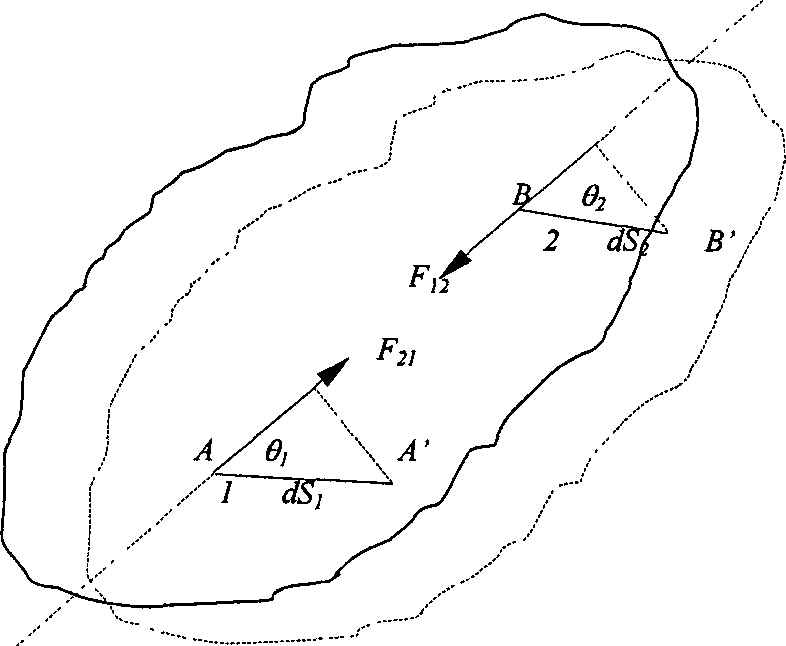 B
θ₂
2
dS₂
B’
F₁₂
F₂₁
A
θ₁
A’
1
dS₁